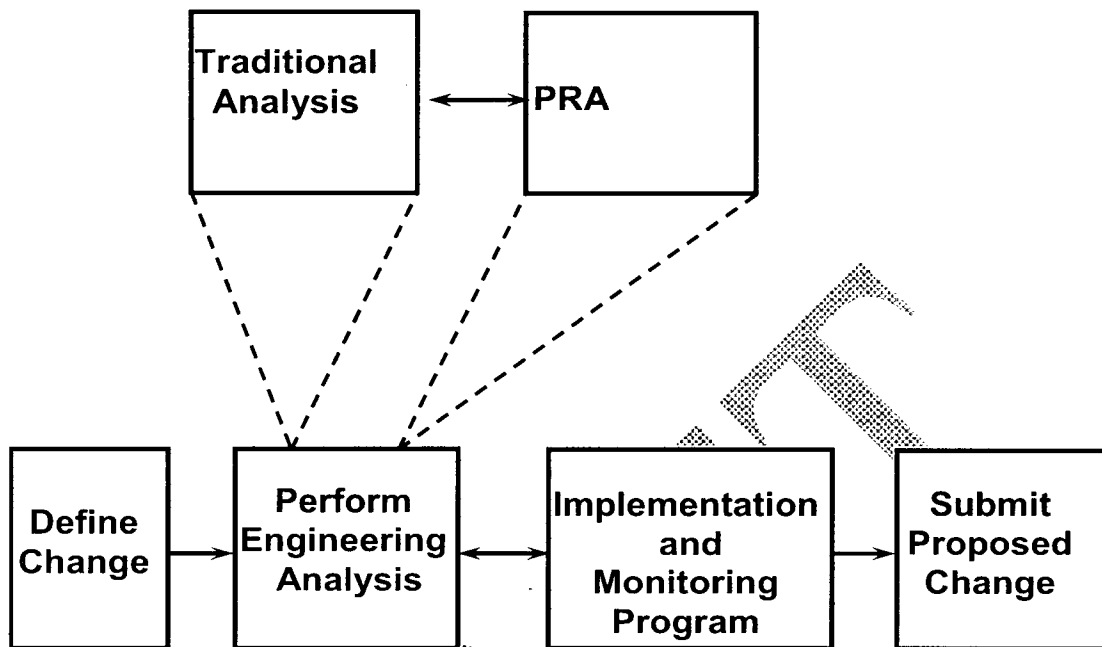 Traditional
Analysis
PRA
Define
Change
Perform
Engineering
Analysis
Implementation
and
Monitoring
Program
Submit
Proposed
Change